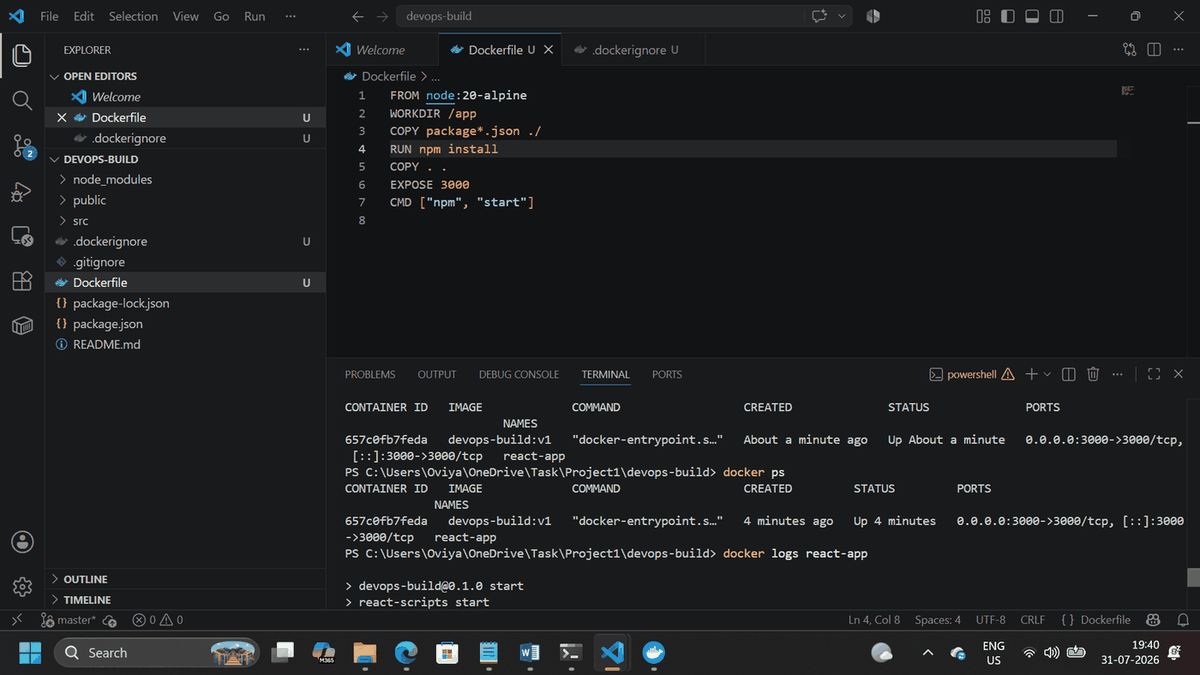 File Edit Selection View Go Run ···
devops-build
EXPLORER
OPEN EDITORS
Welcome
Dockerfile U
.dockerignore U
2
DEVOPS-BUILD
node_modules
public
src
.dockerignore U
.gitignore
Dockerfile U
package-lock.json
package.json
README.md
OUTLINE
TIMELINE
Welcome
Dockerfile U
.dockerignore U
Dockerfile > ...
1 FROM node:20-alpine
2 WORKDIR /app
3 COPY package*.json ./
4 RUN npm install
5 COPY . .
6 EXPOSE 3000
7 CMD ["npm", "start"]
8
PROBLEMS OUTPUT DEBUG CONSOLE TERMINAL PORTS
powershell
CONTAINER ID IMAGE COMMAND CREATED STATUS PORTS
NAMES
657c0fb7feda devops-build:v1 "docker-entrypoint.s…" About a minute ago Up About a minute 0.0.0.0:3000->3000/tcp,
[::]:3000->3000/tcp react-app
PS C:\Users\Oviya\OneDrive\Task\Project1\devops-build> docker ps
CONTAINER ID IMAGE COMMAND CREATED STATUS PORTS
NAMES
657c0fb7feda devops-build:v1 "docker-entrypoint.s…" 4 minutes ago Up 4 minutes 0.0.0.0:3000->3000/tcp, [::]:3000
->3000/tcp react-app
PS C:\Users\Oviya\OneDrive\Task\Project1\devops-build> docker logs react-app
> devops-build@0.1.0 start
> react-scripts start
master* 0 0
Ln 4, Col 8 Spaces: 4 UTF-8 CRLF { } Dockerfile
Search
M365
ENG
US
19:40
31-07-2026